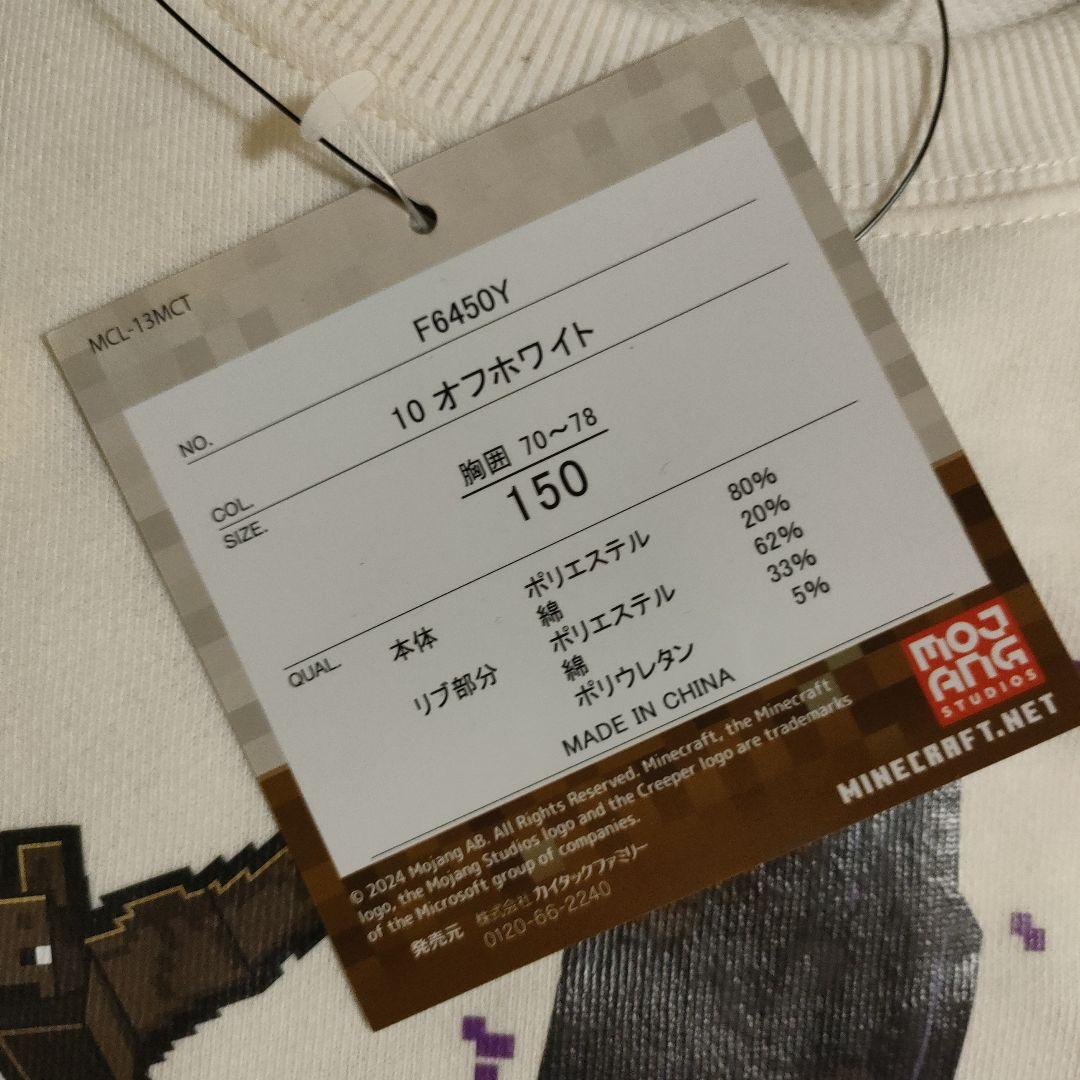 MCL-13MCT
NO. F6450Y
COL. 10 オフホワイト
SIZE. 胸囲 70～78
150
QUAL. 本体 ポリエステル 80%
綿 20%
リブ部分 ポリエステル 62%
綿 33%
ポリウレタン 5%
MADE IN CHINA
© 2024 Mojang AB. All Rights Reserved. Minecraft, the Minecraft
logo, the Mojang Studios logo and the Creeper logo are trademarks
of the Microsoft group of companies.
発売元 株式会社 カイタックファミリー
0120-66-2240
MOJ
ANG
STUDIOS
MINECRAFT.NET